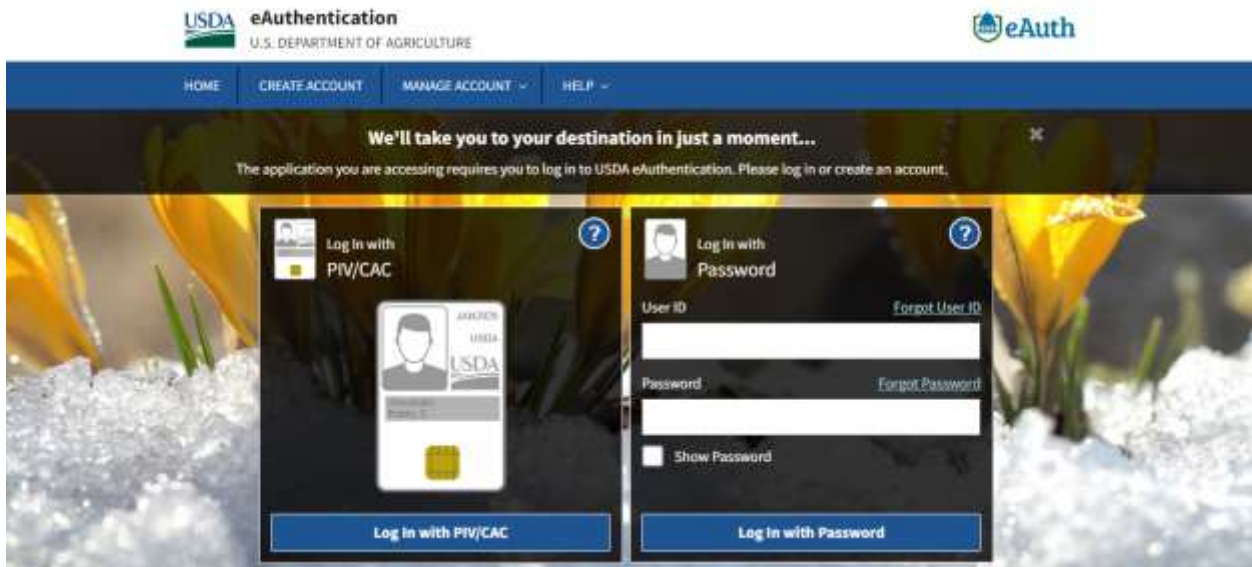 USDA
eAuthentication
U.S. DEPARTMENT OF AGRICULTURE
eAuth
HOME
CREATE ACCOUNT
MANAGE ACCOUNT
HELP
We'll take you to your destination in just a moment...
The application you are accessing requires you to log in to USDA eAuthentication. Please log in or create an account.
Log In with
PIV/CAC
?
USDA
USDA
Log In with PIV/CAC
Log In with
Password
?
User ID
Forgot User ID
Password
Forgot Password
Show Password
Log In with Password